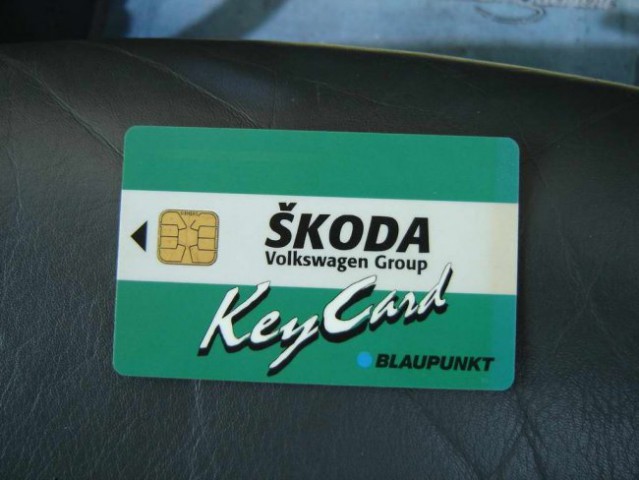 ŠKODA
Volkswagen Group
KeyCard
BLAUPUNKT